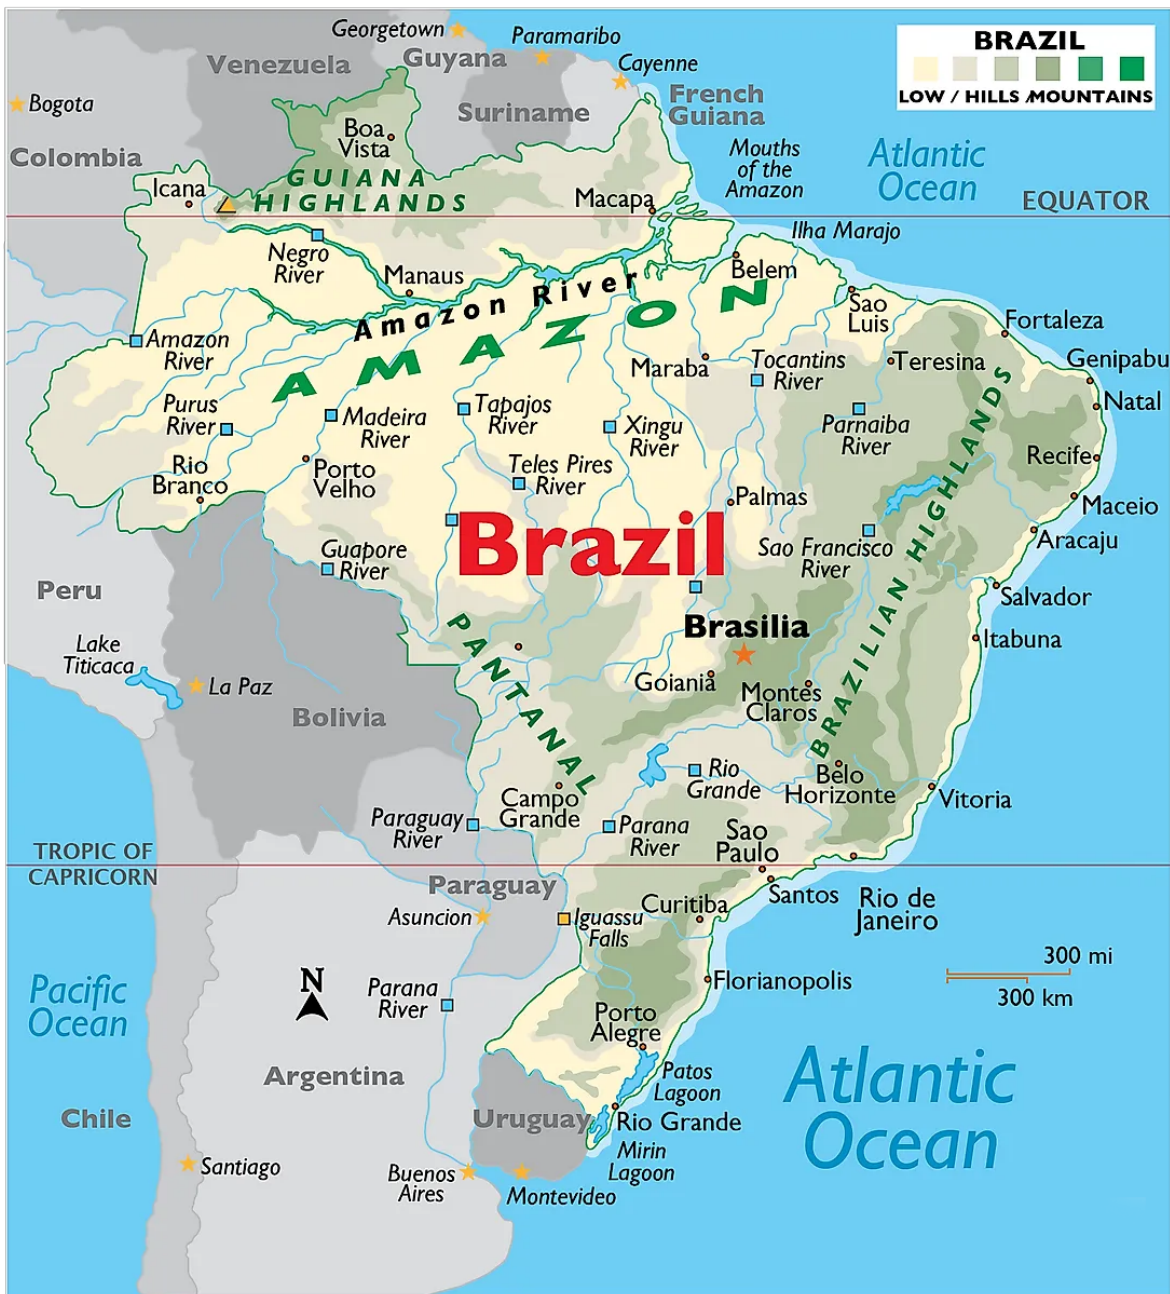 BRAZIL
LOW / HILLS /MOUNTAINS
Georgetown
Paramaribo
Cayenne
Venezuela
Guyana
Suriname
French
Guiana
Bogota
Colombia
Boa
Vista
Mouths
of the
Amazon
Atlantic
Ocean
Icana
GUIANA
HIGHLANDS
Macapa
EQUATOR
Negro
River
Manaus
Ilha Marajo
Belem
Amazon River
AMAZON
Sao
Luis
Fortaleza
Amazon
River
Maraba
Tocantins
River
Teresina
Genipabu
Natal
Purus
River
Madeira
River
Tapajos
River
Xingu
River
Parnaiba
River
Recife
Rio
Branco
Porto
Velho
Teles Pires
River
Palmas
Maceio
Brazil
Guapore
River
Sao Francisco
River
Aracaju
BRAZILIAN HIGHLANDS
Peru
Salvador
Lake
Titicaca
PANTANAL
Brasilia
Itabuna
La Paz
Goiania
Montes
Claros
Bolivia
Rio
Grande
Belo
Horizonte
Campo
Grande
Vitoria
Paraguay
River
Parana
River
Sao
Paulo
TROPIC OF
CAPRICORN
Paraguay
Santos
Rio de
Janeiro
Asuncion
Iguassu
Falls
Curitiba
Pacific
Ocean
N
Parana
River
Florianopolis
300 mi
300 km
Porto
Alegre
Argentina
Patos
Lagoon
Atlantic
Ocean
Chile
Uruguay
Rio Grande
Mirin
Lagoon
Santiago
Buenos
Aires
Montevideo